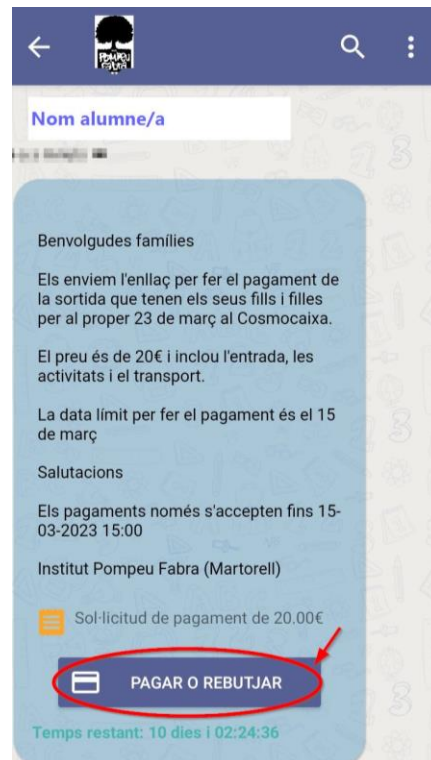 POMPEU
FABRA
Nom alumne/a
Benvolgudes famílies
Els enviem l'enllaç per fer el pagament de
la sortida que tenen els seus fills i filles
per al proper 23 de març al Cosmocaixa.
El preu és de 20€ i inclou l'entrada, les
activitats i el transport.
La data límit per fer el pagament és el 15
de març
Salutacions
Els pagaments només s'accepten fins 15-
03-2023 15:00
Institut Pompeu Fabra (Martorell)
Sol·licitud de pagament de 20.00€
PAGAR O REBUTJAR
Temps restant: 10 dies i 02:24:36